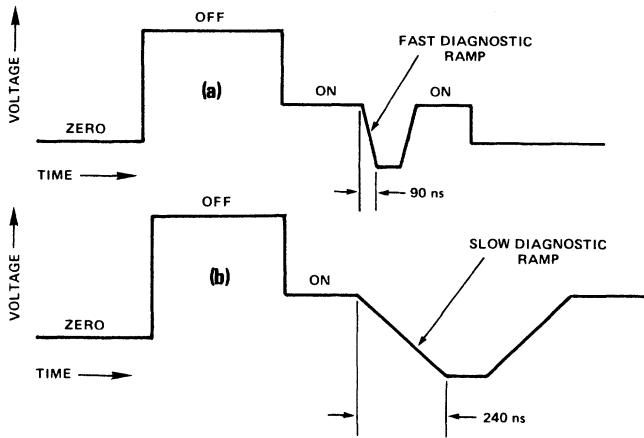 OFF
FAST DIAGNOSTIC
RAMP
VOLTAGE
(a)
ON
ON
ZERO
TIME
90 ns
OFF
SLOW DIAGNOSTIC
RAMP
VOLTAGE
(b)
ON
ZERO
TIME
240 ns